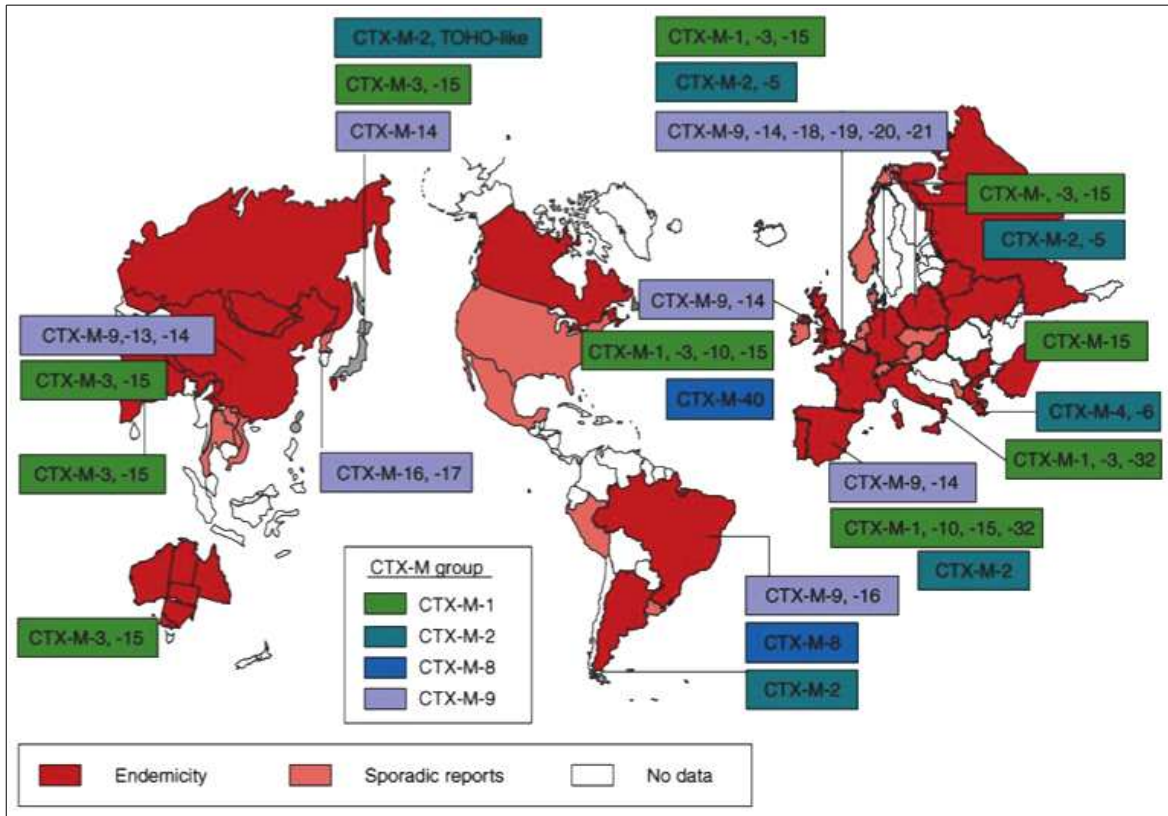 CTX-M-2, TOHO-like
CTX-M-3, -15
CTX-M-14
CTX-M-1, -3, -15
CTX-M-2, -5
CTX-M-9, -14, -18, -19, -20, -21
CTX-M-, -3, -15
CTX-M-2, -5
CTX-M-9, -14
CTX-M-9,-13, -14
CTX-M-1, -3, -10, -15
CTX-M-15
CTX-M-3, -15
CTX-M-40
CTX-M-4, -6
CTX-M-3, -15
CTX-M-16, -17
CTX-M-1, -3, -32
CTX-M-9, -14
CTX-M-1, -10, -15, -32
CTX-M-2
CTX-M group
CTX-M-1
CTX-M-2
CTX-M-8
CTX-M-9
CTX-M-9, -16
CTX-M-8
CTX-M-2
CTX-M-3, -15
Endemicity
Sporadic reports
No data